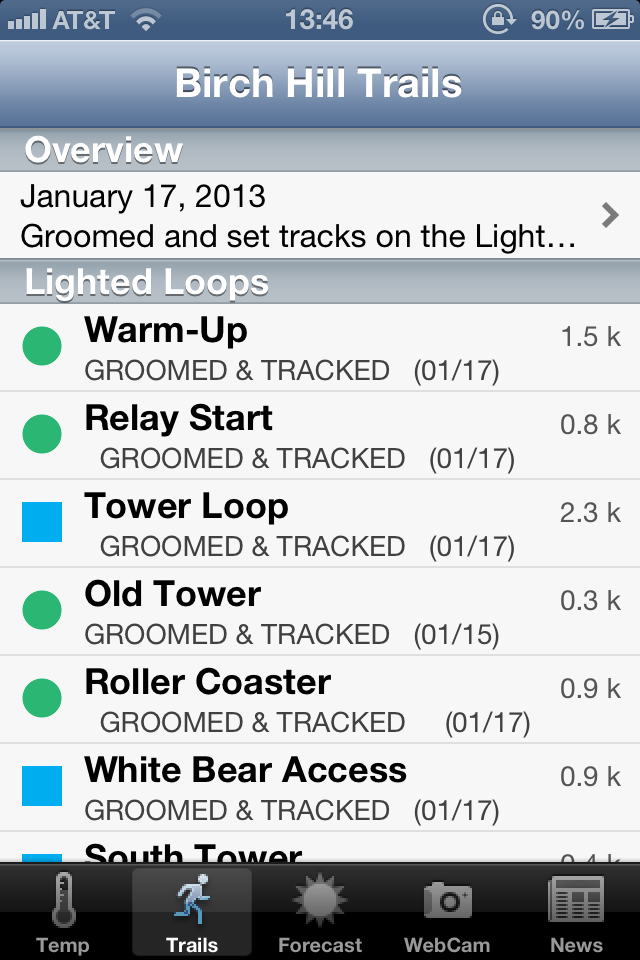 AT&T 13:46 90%
Birch Hill Trails
Overview
January 17, 2013
Groomed and set tracks on the Light...
Lighted Loops
Warm-Up 1.5 k
GROOMED & TRACKED (01/17)
Relay Start 0.8 k
GROOMED & TRACKED (01/17)
Tower Loop 2.3 k
GROOMED & TRACKED (01/17)
Old Tower 0.3 k
GROOMED & TRACKED (01/15)
Roller Coaster 0.9 k
GROOMED & TRACKED (01/17)
White Bear Access 0.9 k
GROOMED & TRACKED (01/17)
South Tower 0.4 k
Temp Trails Forecast WebCam News